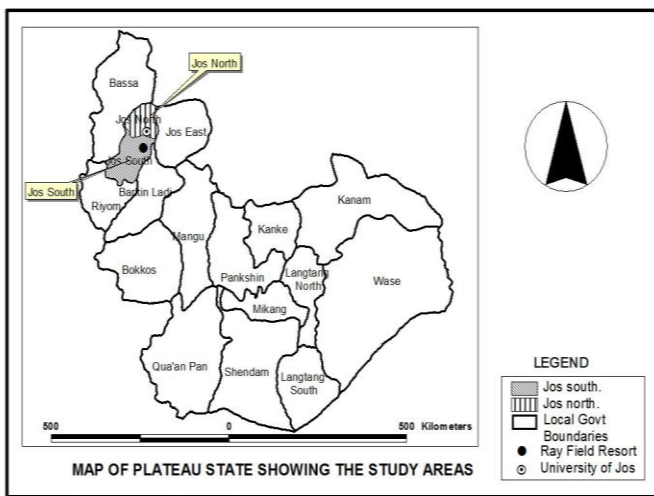 Jos North
Bassa
Jos North
Jos East
Jos South
Jos South
Barkin Ladi
Riyom
Kanam
Mangu
Kanke
Bokkos
Pankshin
Langtang
North
Wase
Mikang
Qua'an Pan
Shendam
Langtang
South
LEGEND
Jos south.
Jos north.
Local Govt
Boundaries
Ray Field Resort
University of Jos
500 0 500 Kilometers
MAP OF PLATEAU STATE SHOWING THE STUDY AREAS